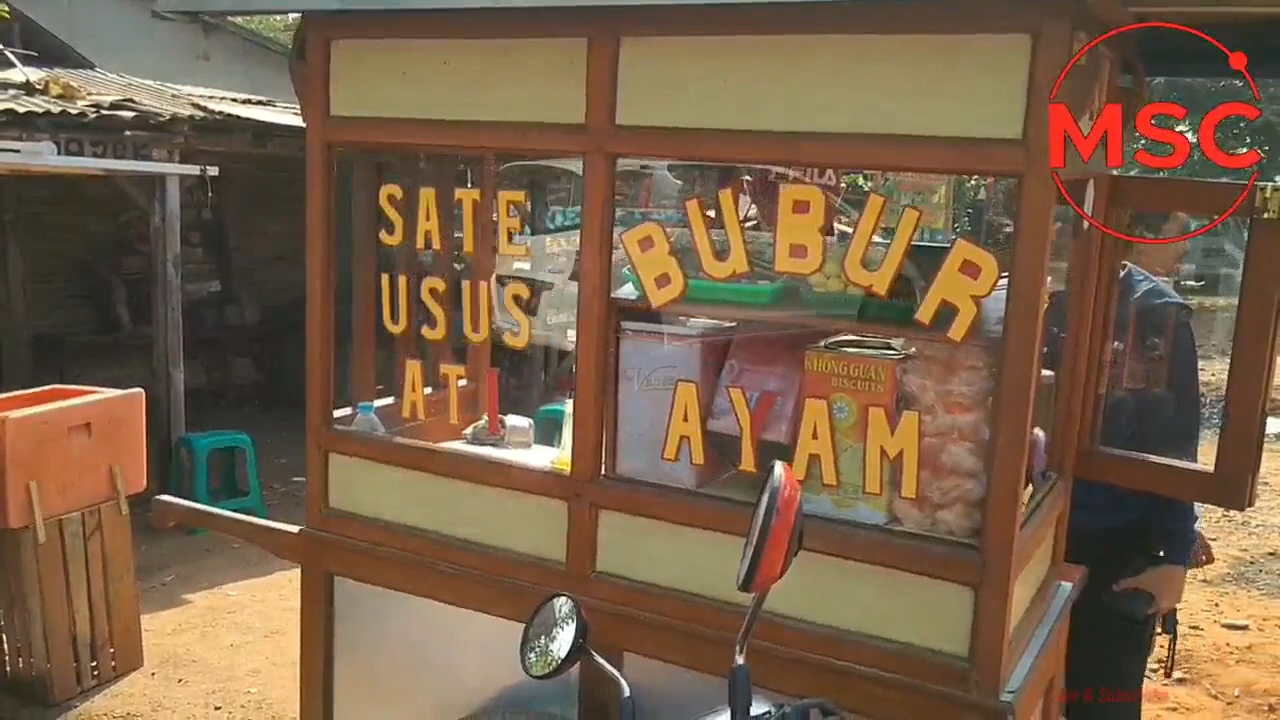 MSC
SATE
USUS
AT
BUBUR
AYAM
KHONG GUAN
BISCUITS